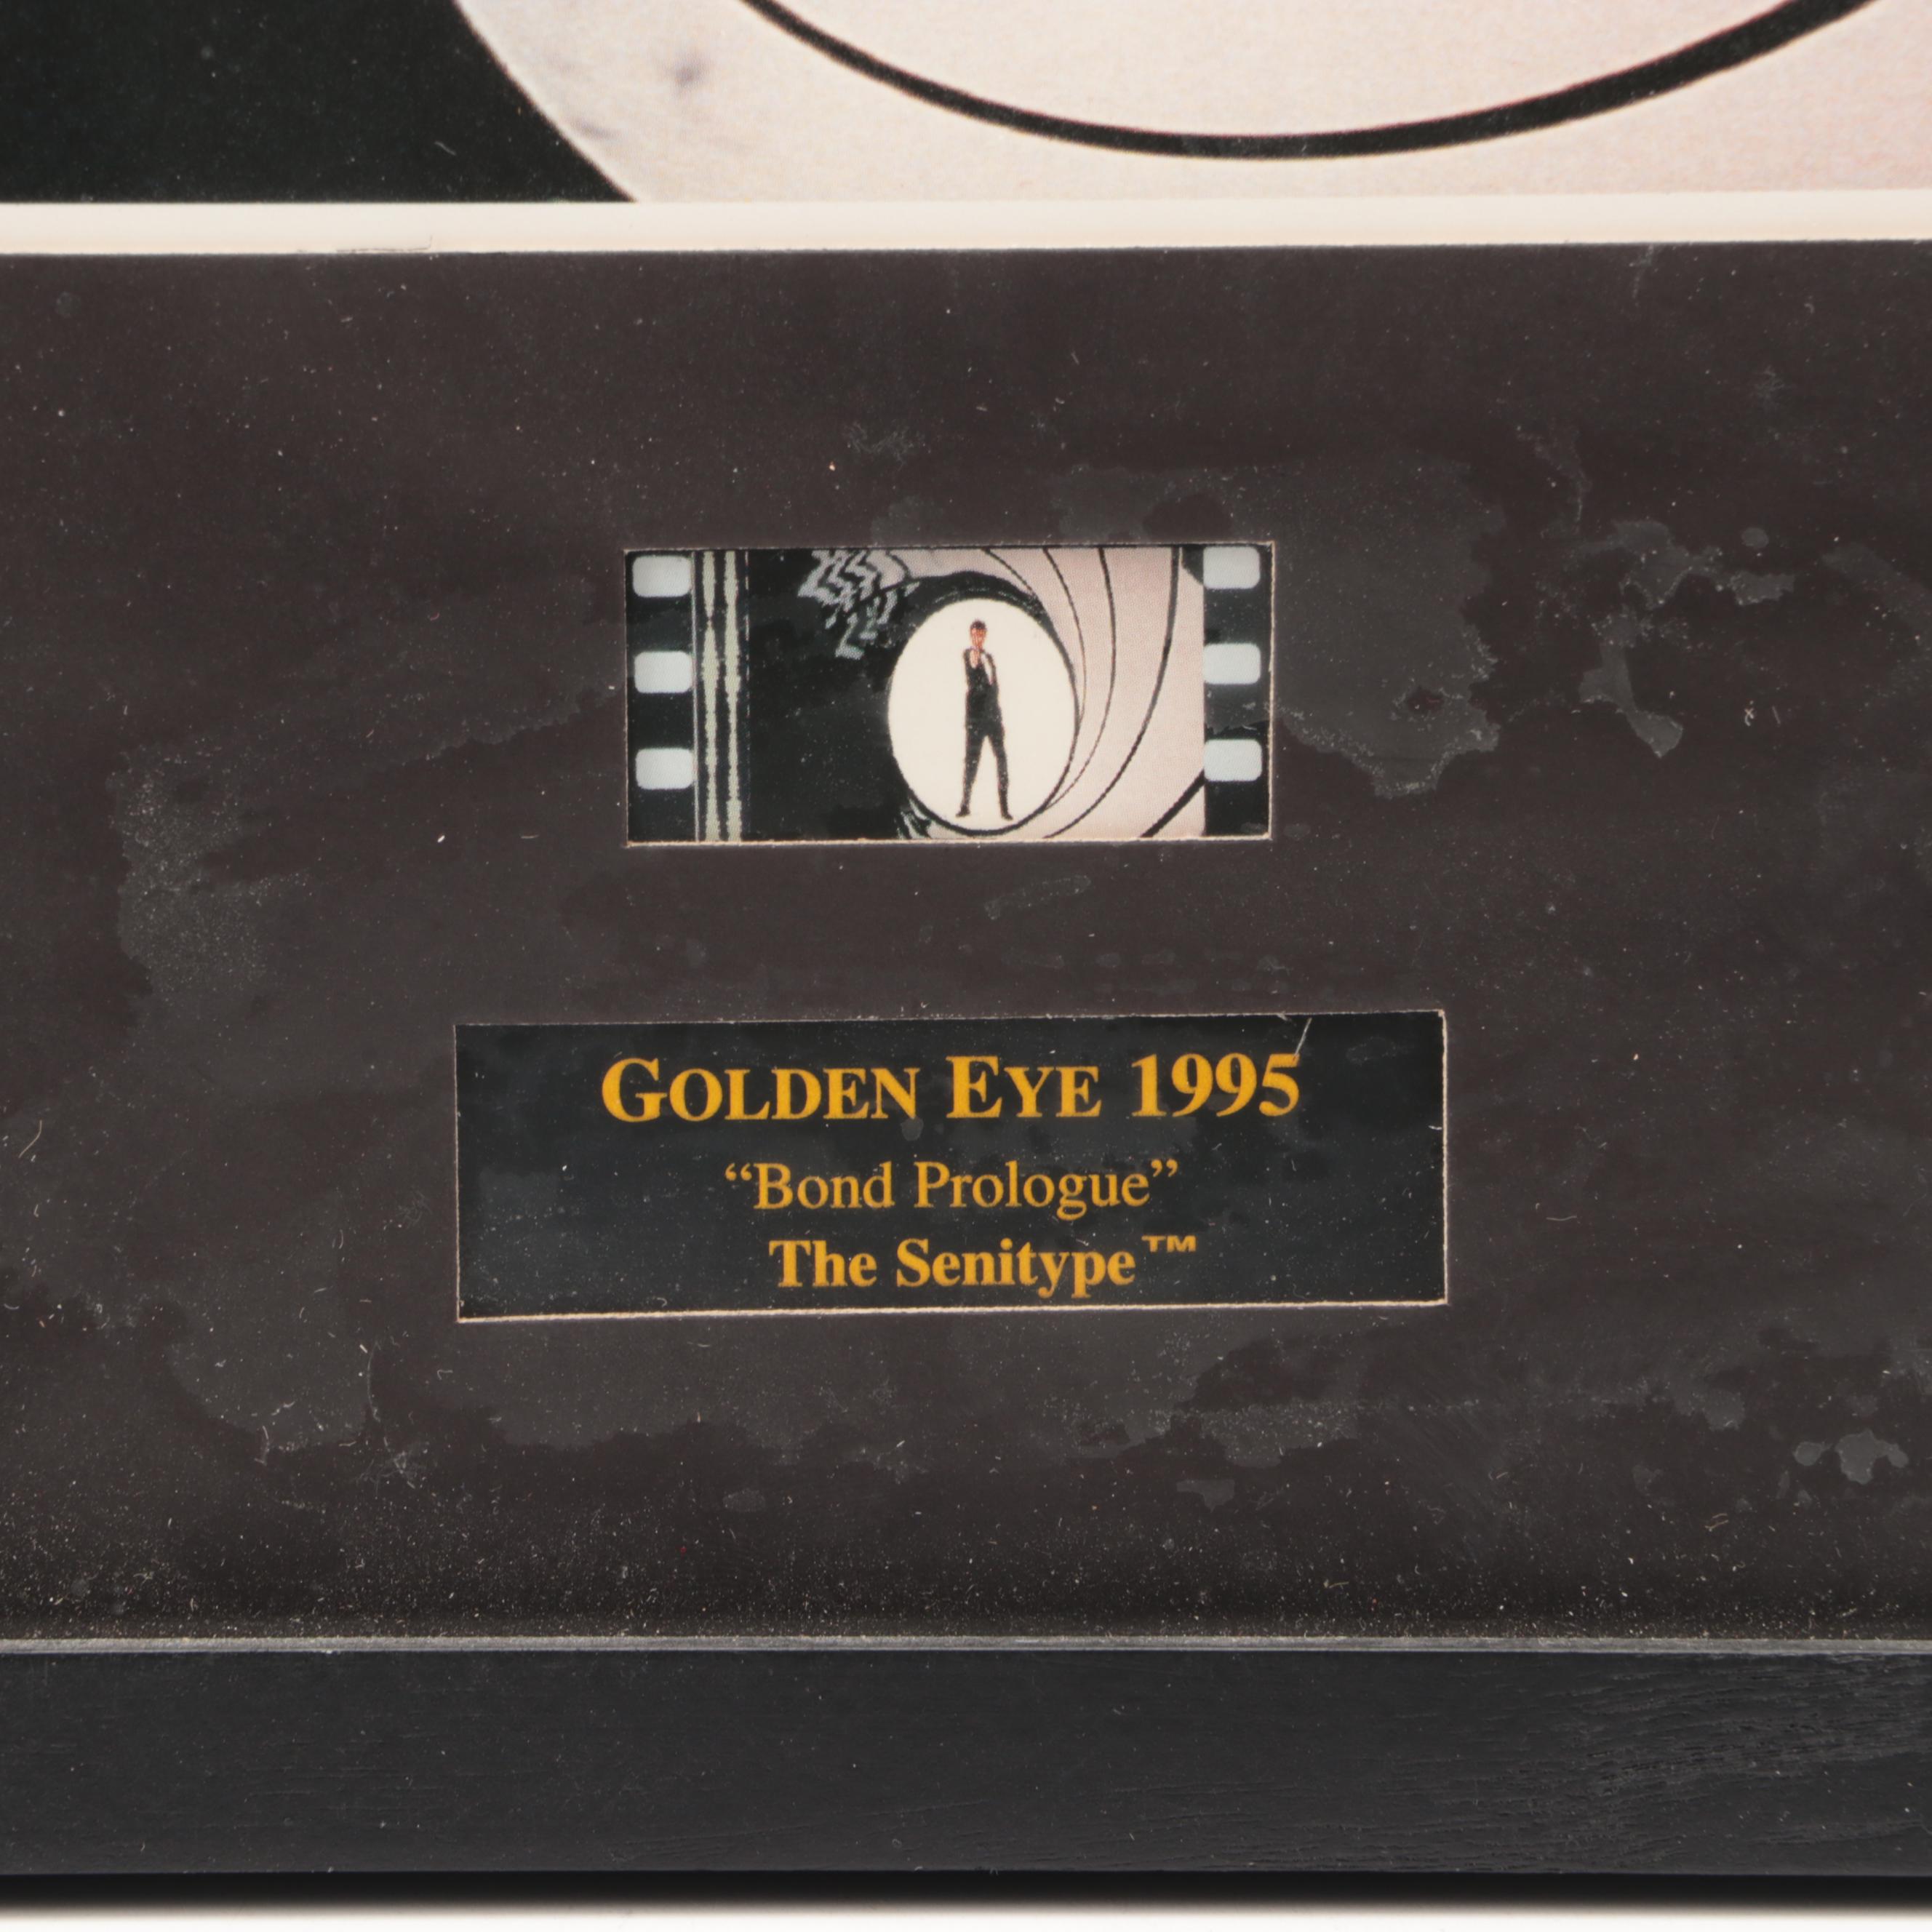 GOLDEN EYE 1995
“Bond Prologue”
The Senitype™